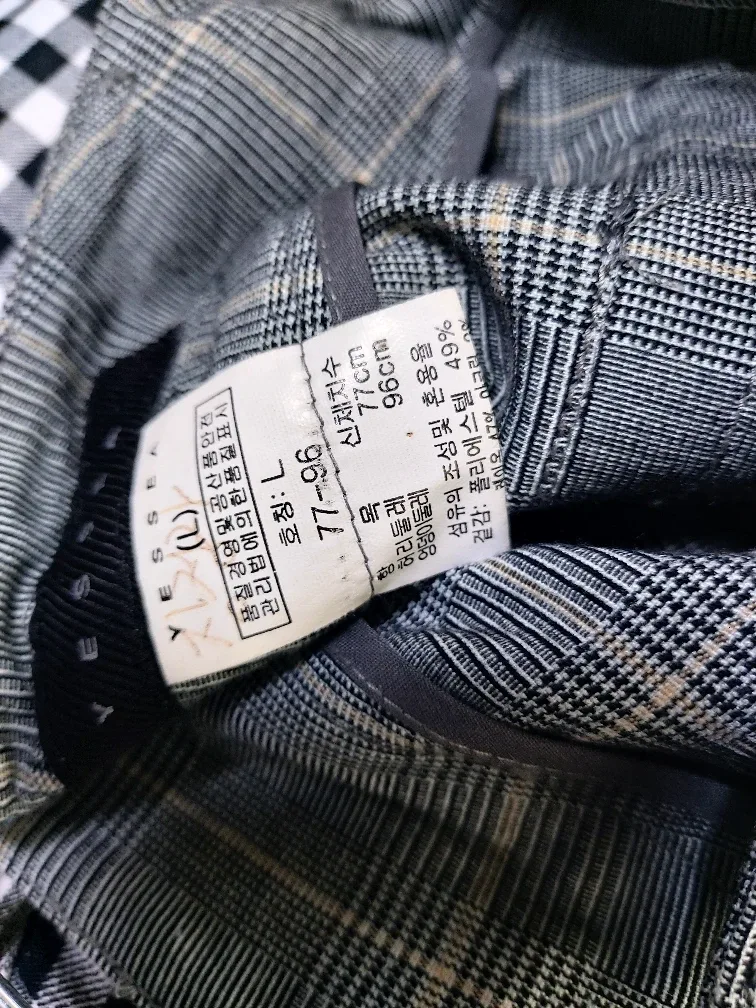 YESSEY
YESSEA
(L)
품질경영및공산품안전
관리법에의한품질표시
호칭: L
77-96
항목 신체치수
허리둘레 77cm
엉덩이둘레 96cm
섬유의 조성및 혼용율
겉감: 폴리에스텔 49%